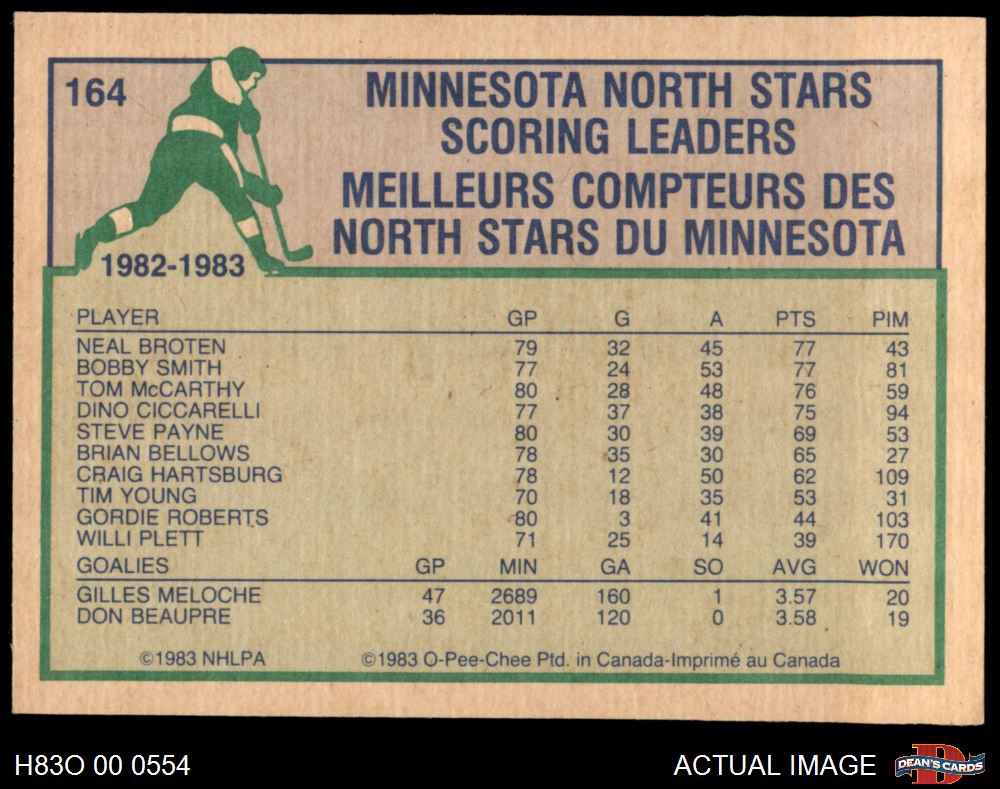 164
MINNESOTA NORTH STARS
SCORING LEADERS
MEILLEURS COMPTEURS DES
NORTH STARS DU MINNESOTA
1982-1983
PLAYER GP G A PTS PIM
NEAL BROTEN 79 32 45 77 43
BOBBY SMITH 77 24 53 77 81
TOM McCARTHY 80 28 48 76 59
DINO CICCARELLI 77 37 38 75 94
STEVE PAYNE 80 30 39 69 53
BRIAN BELLOWS 78 35 30 65 27
CRAIG HARTSBURG 78 12 50 62 109
TIM YOUNG 70 18 35 53 31
GORDIE ROBERTS 80 3 41 44 103
WILLI PLETT 71 25 14 39 170
GOALIES GP MIN GA SO AVG WON
GILLES MELOCHE 47 2689 160 1 3.57 20
DON BEAUPRE 36 2011 120 0 3.58 19
©1983 NHLPA ©1983 O-Pee-Chee Ptd. in Canada-Imprimé au Canada
H83O 00 0554
ACTUAL IMAGE
D
DEAN'S CARDS